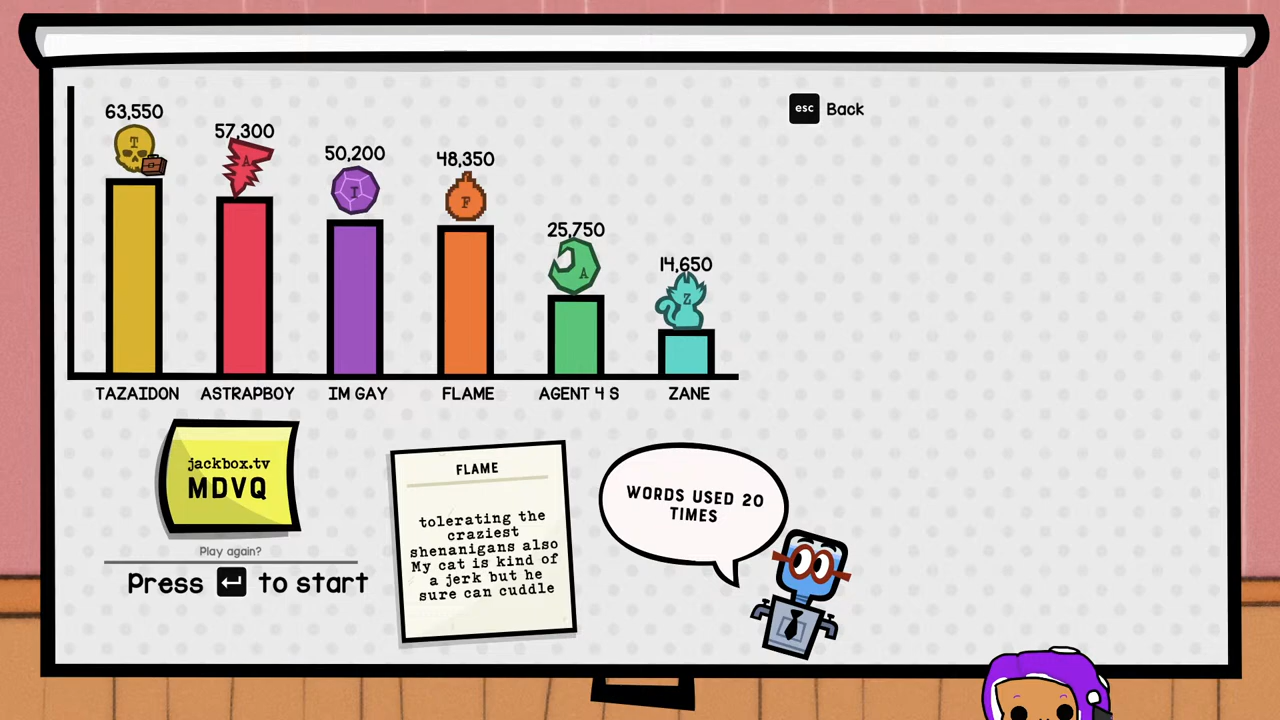 esc Back
63,550
57,300
50,200
48,350
25,750
14,650
T
A
I
F
A
Z
TAZAIDON
ASTRAPBOY
IM GAY
FLAME
AGENT 4 S
ZANE
jackbox.tv
MDVQ
Play again?
Press to start
FLAME
tolerating the
craziest
shenanigans also
My cat is kind of
a jerk but he
sure can cuddle
WORDS USED 20
TIMES